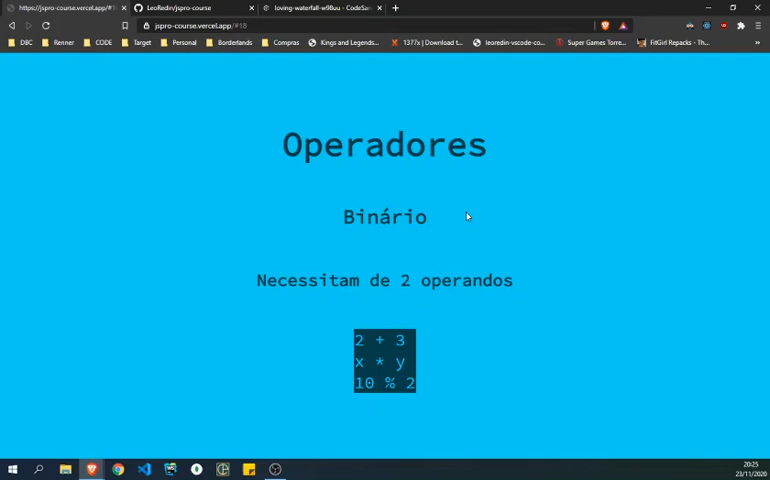 https://jspro-course.vercel.app/#1
LeoRedin/jspro-course
loving-waterfall-w98uu - CodeSan
jspro-course.vercel.app/#18
DBC
Renner
CODE
Target
Personal
Borderlands
Compras
Kings and Legends...
1377x | Download t...
leoredin-vscode-co...
Super Games Torre...
FitGirl Repacks - Th...
Operadores
Binário
Necessitam de 2 operandos
2 + 3
x * y
10 % 2
20:25
23/11/2020